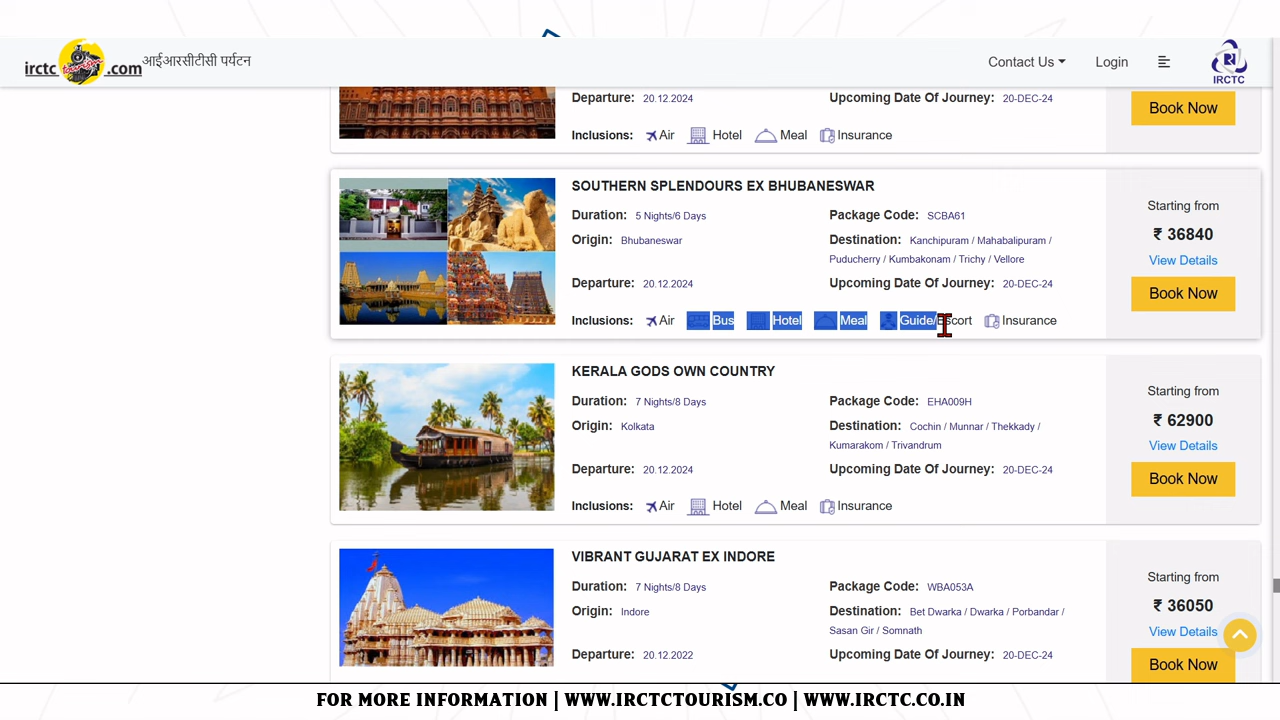 irctc tourism .com आईआरसीटीसी पर्यटन
Contact Us Login
IRCTC
Departure: 20.12.2024 Upcoming Date Of Journey: 20-DEC-24
Book Now
Inclusions: Air Hotel Meal Insurance
SOUTHERN SPLENDOURS EX BHUBANESWAR
Duration: 5 Nights/6 Days Package Code: SCBA61
Origin: Bhubaneswar Destination: Kanchipuram / Mahabalipuram /
Puducherry / Kumbakonam / Trichy / Vellore
Departure: 20.12.2024 Upcoming Date Of Journey: 20-DEC-24
Inclusions: Air Bus Hotel Meal Guide/Escort Insurance
Starting from
₹ 36840
View Details
Book Now
KERALA GODS OWN COUNTRY
Duration: 7 Nights/8 Days Package Code: EHA009H
Origin: Kolkata Destination: Cochin / Munnar / Thekkady /
Kumarakom / Trivandrum
Departure: 20.12.2024 Upcoming Date Of Journey: 20-DEC-24
Inclusions: Air Hotel Meal Insurance
Starting from
₹ 62900
View Details
Book Now
VIBRANT GUJARAT EX INDORE
Duration: 7 Nights/8 Days Package Code: WBA053A
Origin: Indore Destination: Bet Dwarka / Dwarka / Porbandar /
Sasan Gir / Somnath
Departure: 20.12.2022 Upcoming Date Of Journey: 20-DEC-24
Starting from
₹ 36050
View Details
Book Now
FOR MORE INFORMATION | WWW.IRCTCTOURISM.CO | WWW.IRCTC.CO.IN